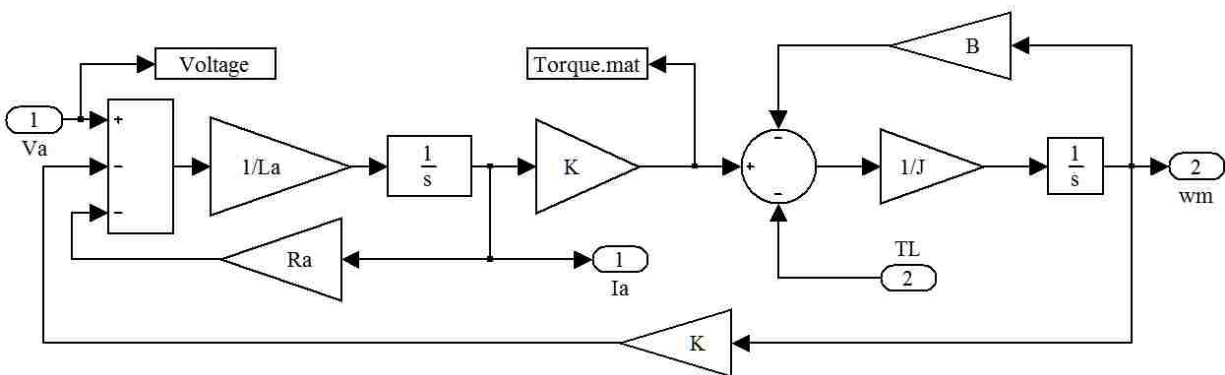 Voltage
Torque.mat
B
1
Va
+
−
−
1/La
1
s
K
+
−
−
1/J
1
s
2
wm
Ra
1
Ia
TL
2
K